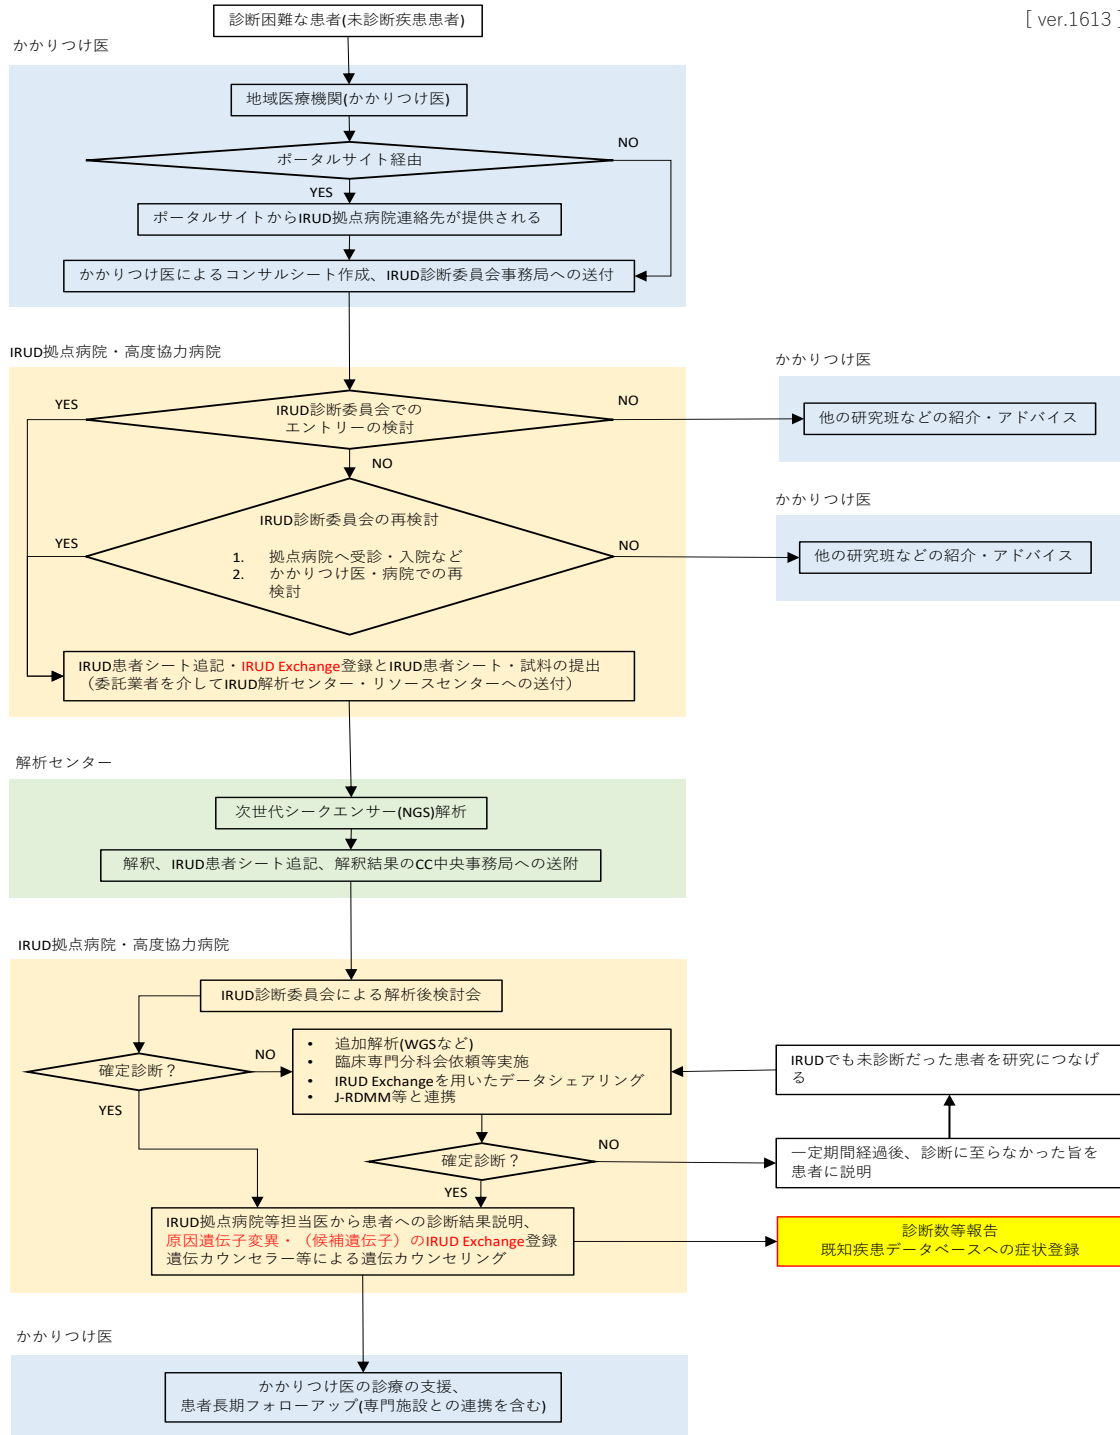 診断困難な患者(未診断疾患患者)
[ ver.1613 ]
かかりつけ医
地域医療機関(かかりつけ医)
NO
ポータルサイト経由
YES
ポータルサイトからIRUD拠点病院連絡先が提供される
かかりつけ医によるコンサルシート作成、IRUD診断委員会事務局への送付
IRUD拠点病院・高度協力病院
かかりつけ医
YES
IRUD診断委員会での
エントリーの検討
NO
他の研究班などの紹介・アドバイス
NO
かかりつけ医
IRUD診断委員会の再検討
YES
1. 拠点病院へ受診・入院など
2. かかりつけ医・病院での再
検討
NO
他の研究班などの紹介・アドバイス
IRUD患者シート追記・IRUD Exchange登録とIRUD患者シート・試料の提出
（委託業者を介してIRUD解析センター・リソースセンターへの送付）
解析センター
次世代シークエンサー(NGS)解析
解釈、IRUD患者シート追記、解釈結果のCC中央事務局への送附
IRUD拠点病院・高度協力病院
IRUD診断委員会による解析後検討会
確定診断？
NO
YES
• 追加解析(WGSなど)
• 臨床専門分科会依頼等実施
• IRUD Exchangeを用いたデータシェアリング
• J-RDMM等と連携
IRUDでも未診断だった患者を研究につなげ
る
確定診断？
NO
YES
一定期間経過後、診断に至らなかった旨を
患者に説明
IRUD拠点病院等担当医から患者への診断結果説明、
原因遺伝子変異・（候補遺伝子）のIRUD Exchange登録
遺伝カウンセラー等による遺伝カウンセリング
診断数等報告
既知疾患データベースへの症状登録
かかりつけ医
かかりつけ医の診療の支援、
患者長期フォローアップ(専門施設との連携を含む)